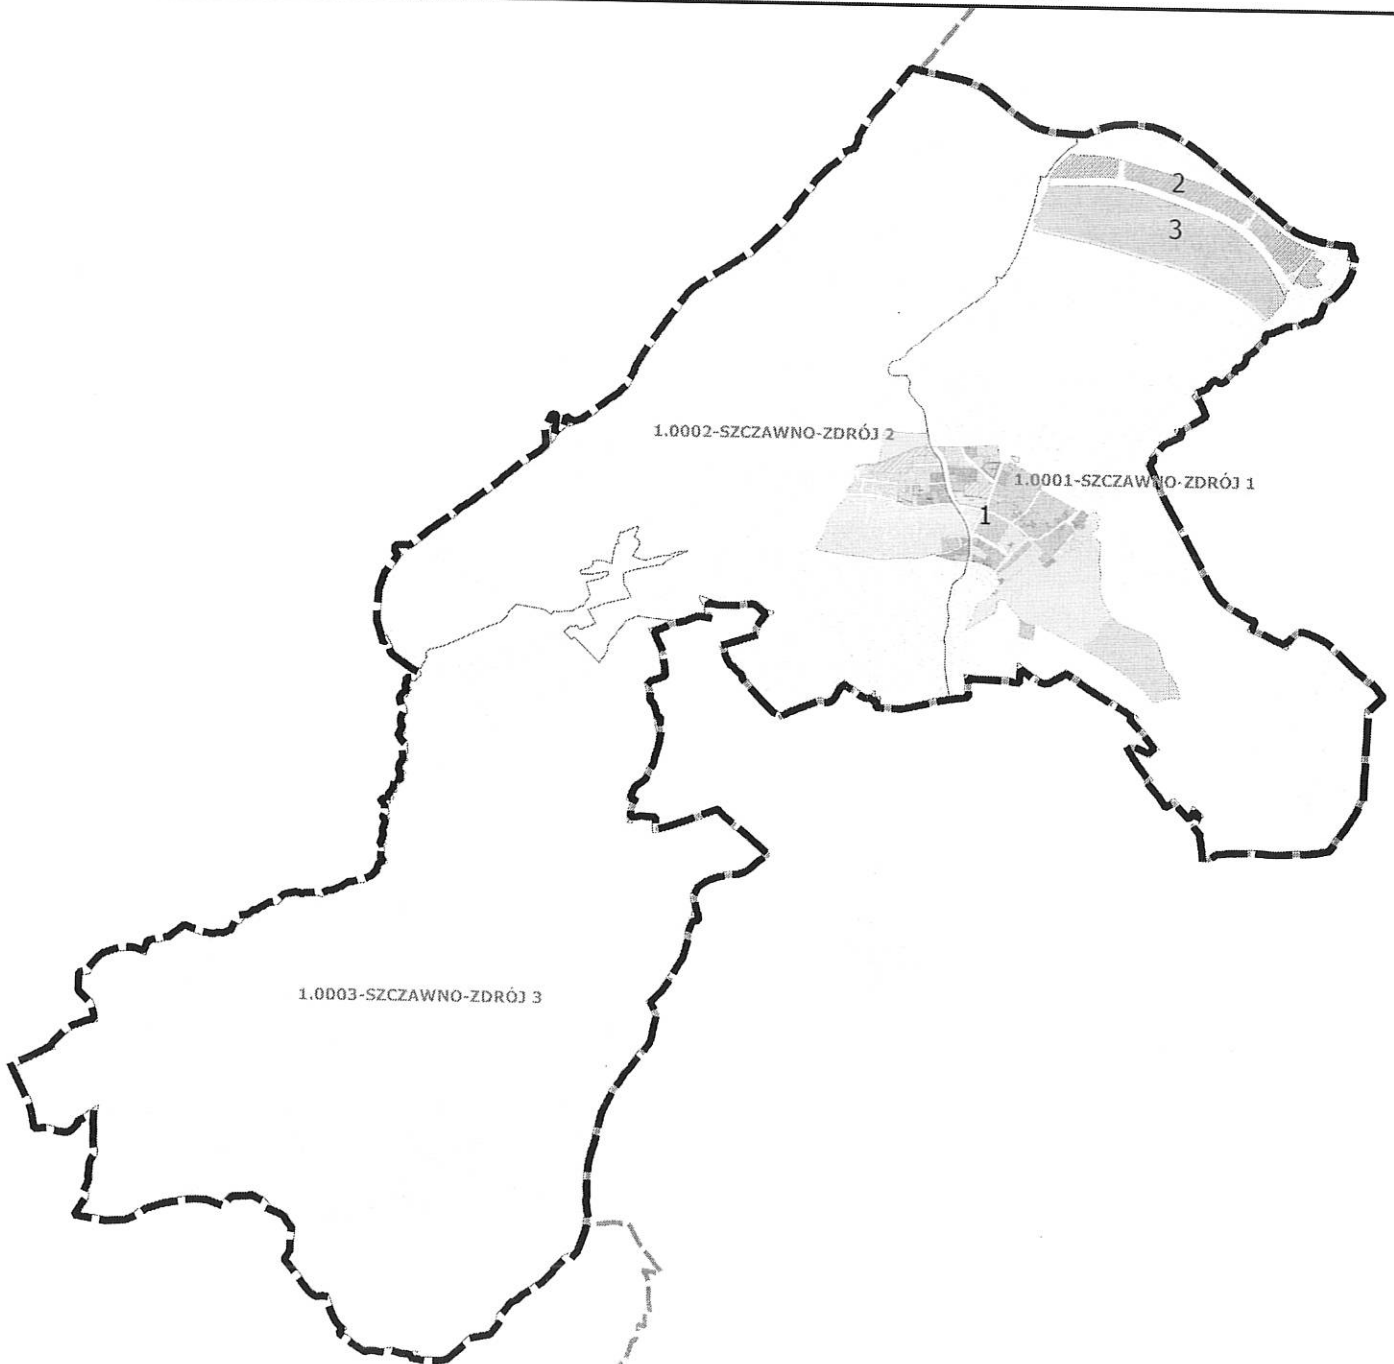 2
3
1.0002-SZCZAWNO-ZDRÓJ 2
1.0001-SZCZAWNO-ZDRÓJ 1
1
1.0003-SZCZAWNO-ZDRÓJ 3